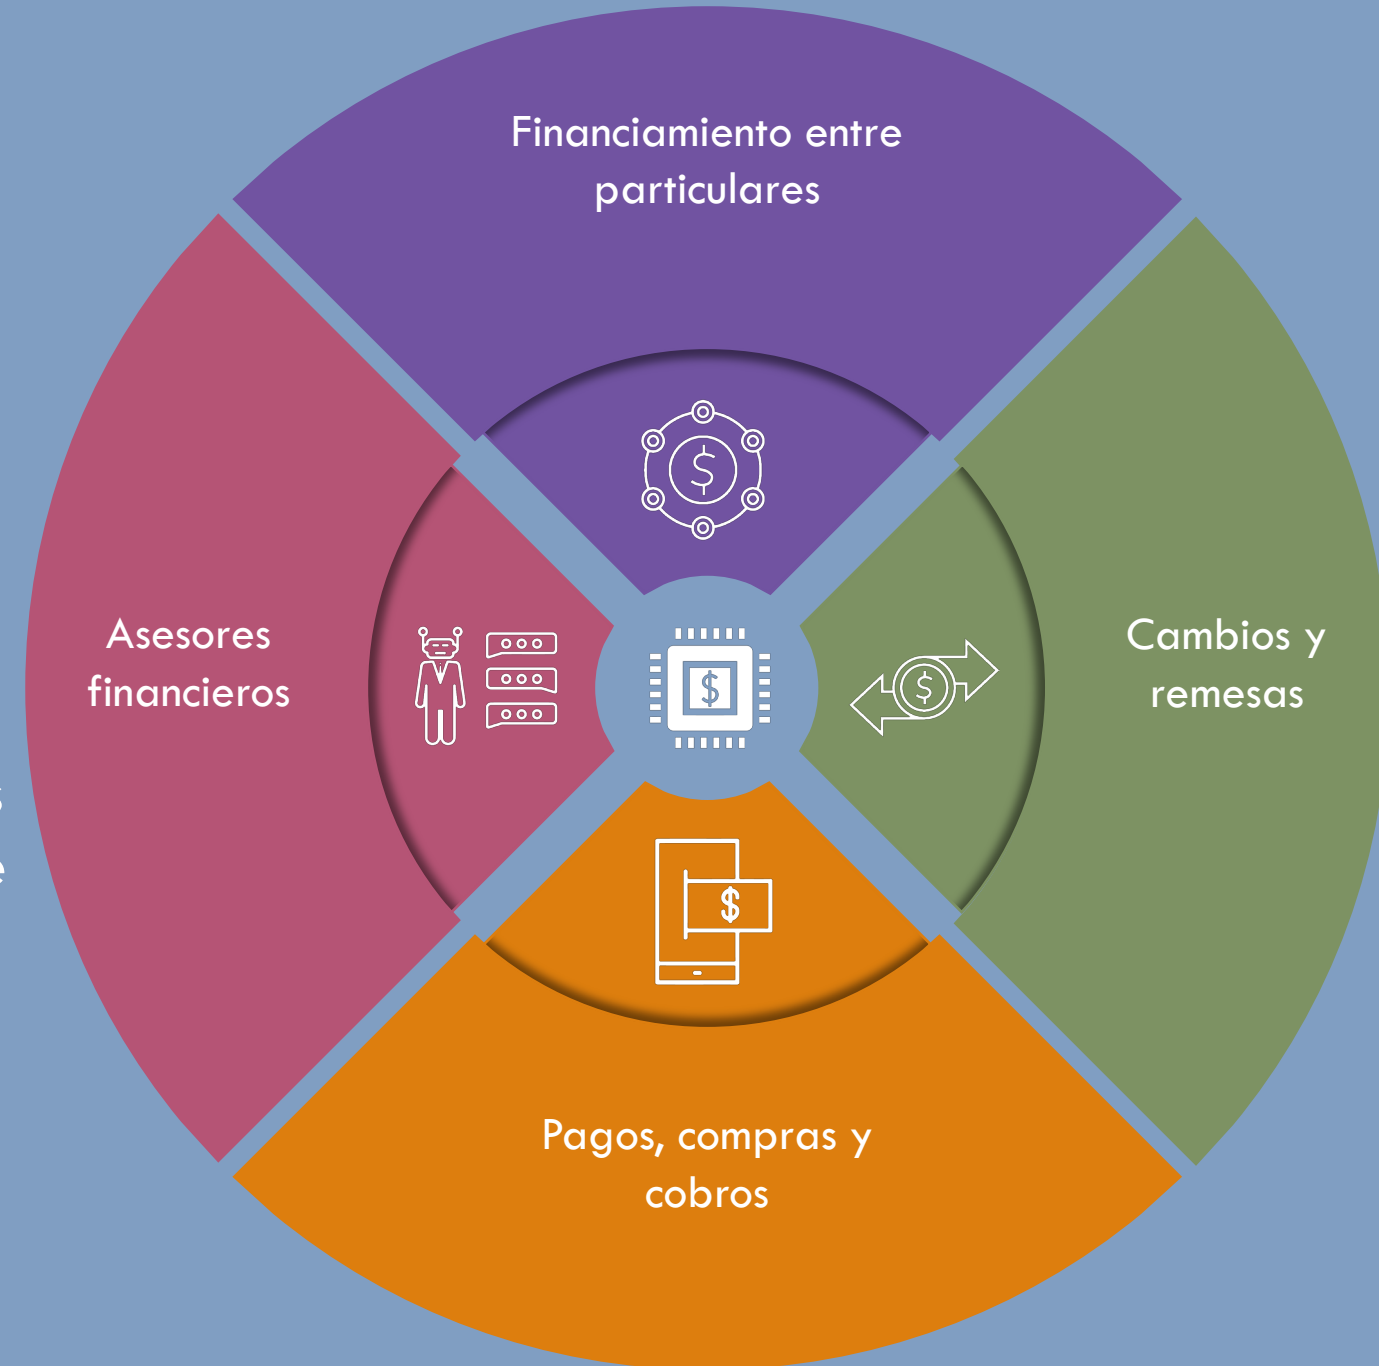 Financiamiento entre
particulares
Asesores
financieros
Cambios y
remesas
$
$
$
$
Pagos, compras y
cobros